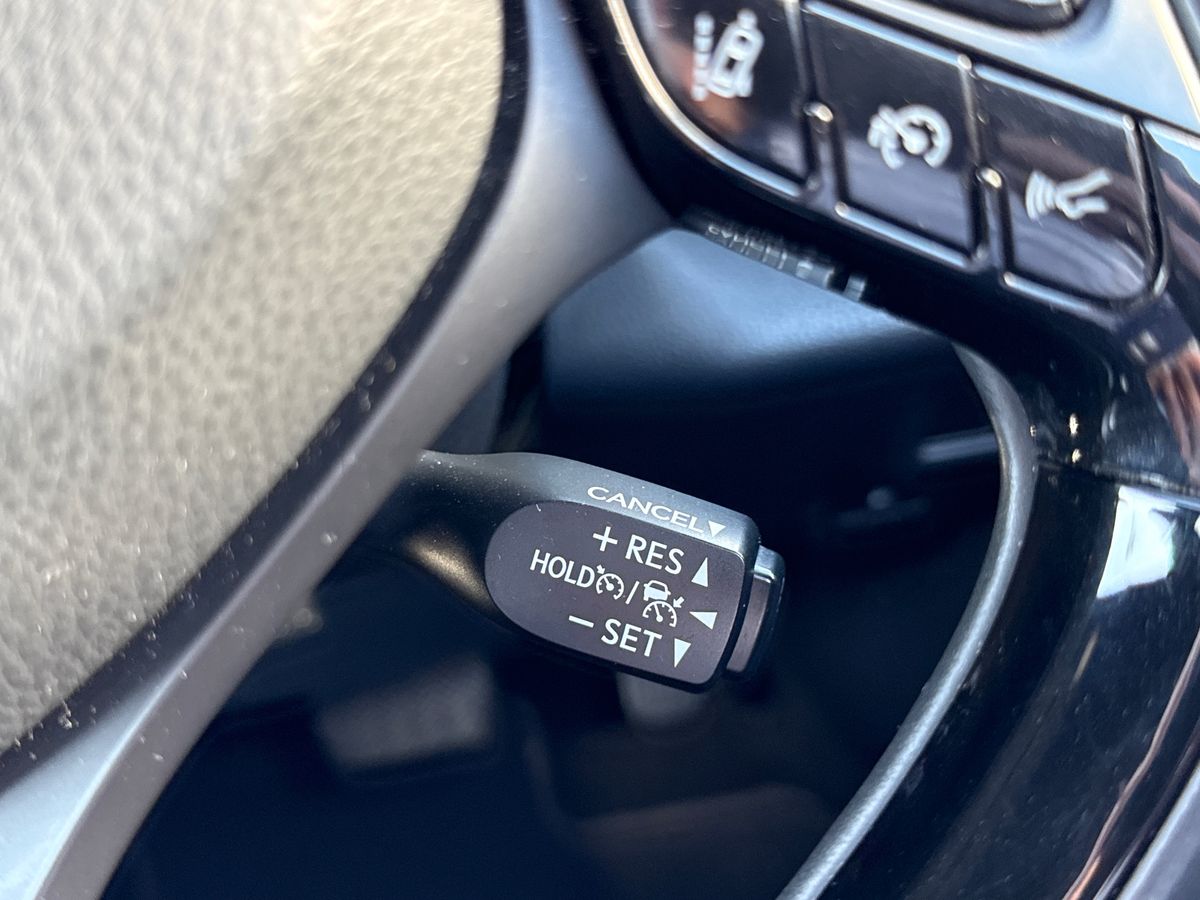 CANCEL
+ RES
HOLD /
− SET